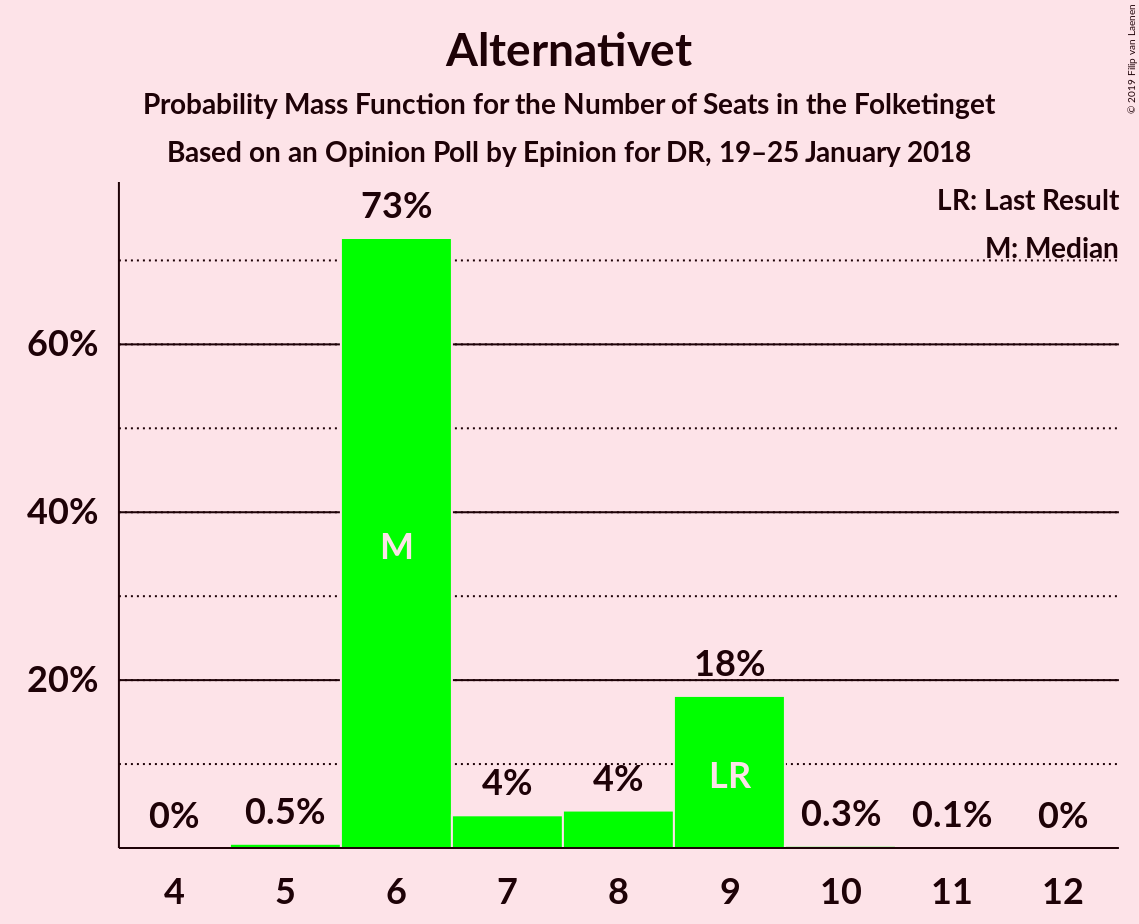 Alternativet
Probability Mass Function for the Number of Seats in the Folketinget
Based on an Opinion Poll by Epinion for DR, 19–25 January 2018
© 2019 Filip van Laenen
LR: Last Result
M: Median
73%
60%
40%
20%
M
18%
LR
0%
0.5%
4%
4%
0.3%
0.1%
0%
4 5 6 7 8 9 10 11 12